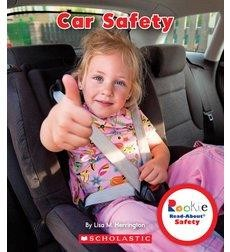 Car Safety
By Lisa M. Herrington
SCHOLASTIC
Rookie
Read-About®
Safety